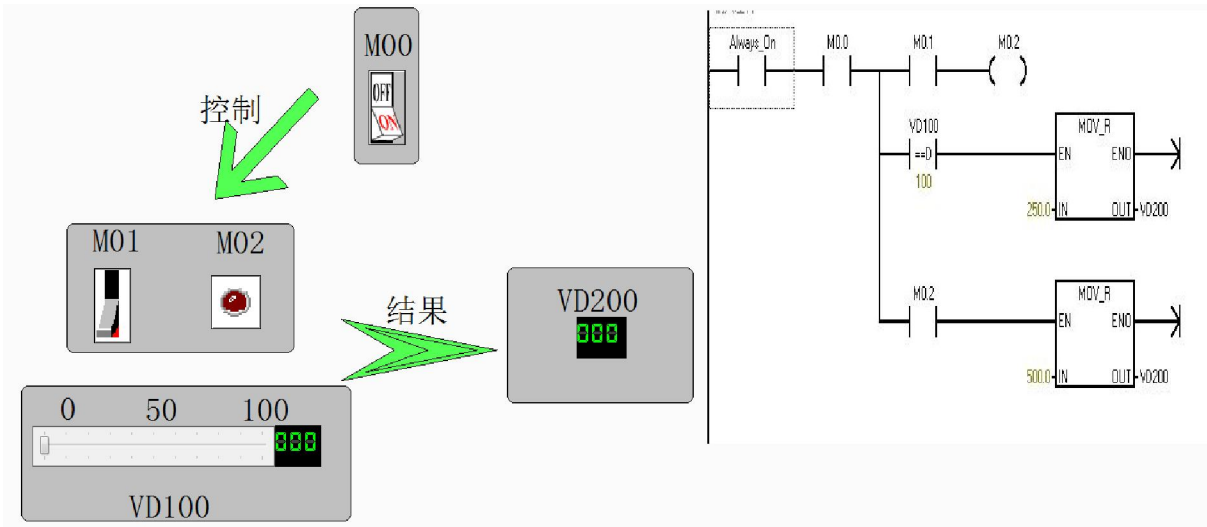 M00
OFF
ON
控制
M01
M02
结果
VD200
000
0 50 100
000
VD100
Always_On M0.0 M0.1 M0.2
VD100
==D
100
MOV_R
EN ENO
250.0 IN OUT VD200
M0.2
MOV_R
EN ENO
500.0 IN OUT VD200